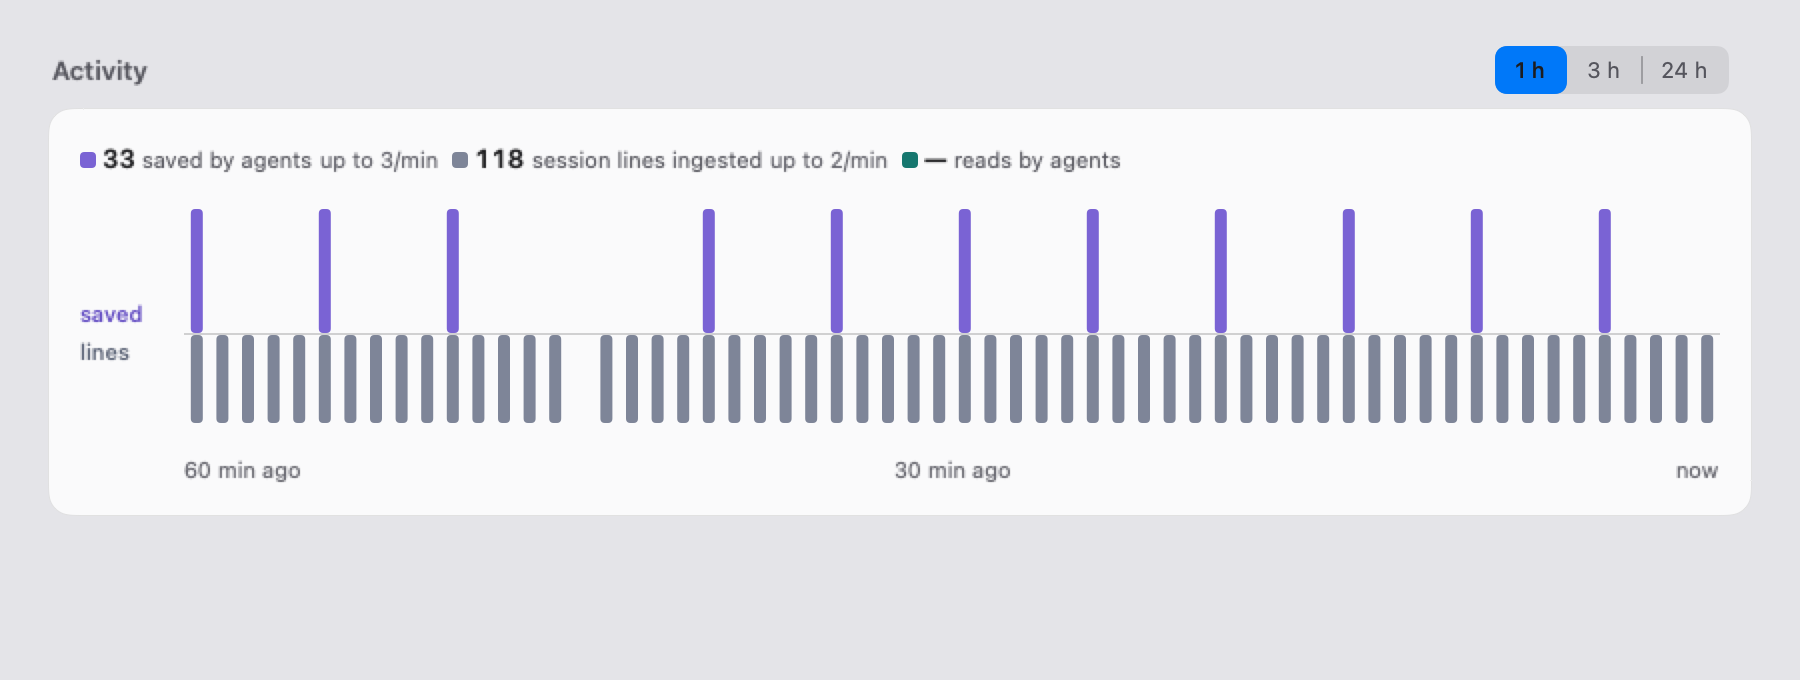 Activity
1 h 3 h 24 h
33 saved by agents up to 3/min 118 session lines ingested up to 2/min — reads by agents
saved
lines
60 min ago 30 min ago now